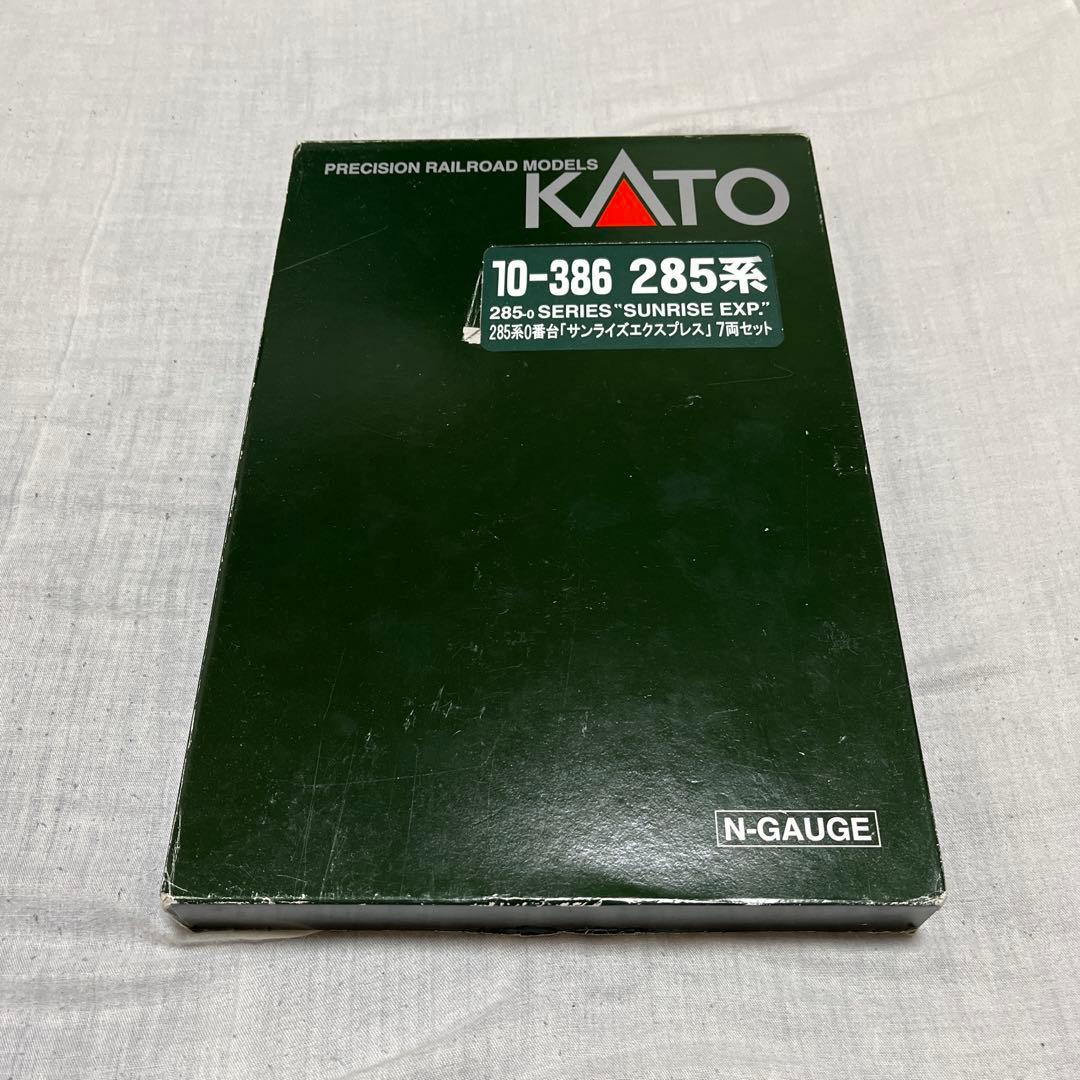 PRECISION RAILROAD MODELS
KATO
10-386 285系
285-0 SERIES "SUNRISE EXP."
285系0番台「サンライズエクスプレス」7両セット
N-GAUGE